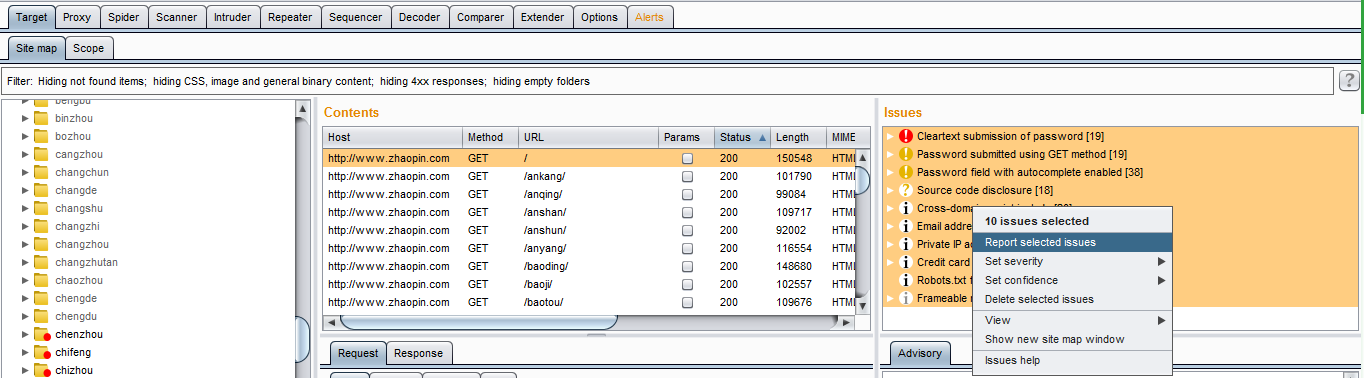 Target Proxy Spider Scanner Intruder Repeater Sequencer Decoder Comparer Extender Options Alerts
Site map Scope
Filter: Hiding not found items; hiding CSS, image and general binary content; hiding 4xx responses; hiding empty folders
?
bengbu
binzhou
bozhou
cangzhou
changchun
changde
changshu
changzhi
changzhou
changzhutan
chaozhou
chengde
chengdu
chenzhou
chifeng
chizhou
Contents
Host Method URL Params Status Length MIME
http://www.zhaopin.com GET / 200 150548 HTML
http://www.zhaopin.com GET /ankang/ 200 101790 HTML
http://www.zhaopin.com GET /anqing/ 200 99084 HTML
http://www.zhaopin.com GET /anshan/ 200 109717 HTML
http://www.zhaopin.com GET /anshun/ 200 92002 HTML
http://www.zhaopin.com GET /anyang/ 200 116554 HTML
http://www.zhaopin.com GET /baoding/ 200 148680 HTML
http://www.zhaopin.com GET /baoji/ 200 102557 HTML
http://www.zhaopin.com GET /baotou/ 200 109676 HTML
Request Response
Issues
Cleartext submission of password [19]
Password submitted using GET method [19]
Password field with autocomplete enabled [38]
Source code disclosure [18]
Cross-domain
Email addre
Private IP a
Credit card
Robots.txt f
Frameable
10 issues selected
Report selected issues
Set severity
Set confidence
Delete selected issues
View
Show new site map window
Issues help
Advisory